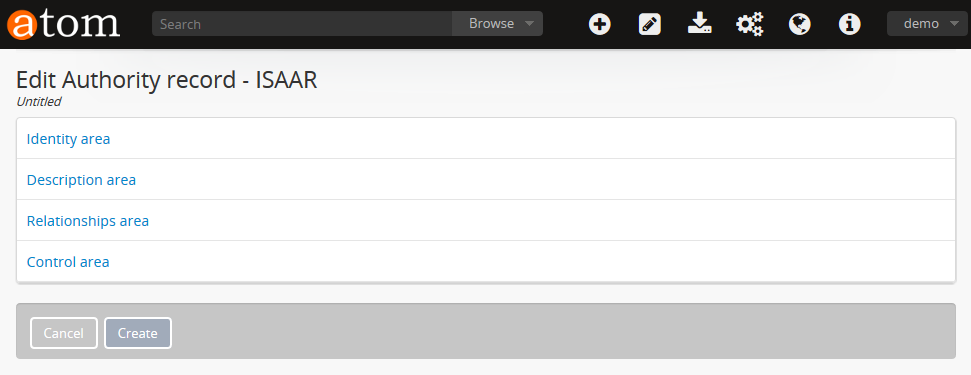 atom
Search Browse demo
Edit Authority record - ISAAR
Untitled
Identity area
Description area
Relationships area
Control area
Cancel Create